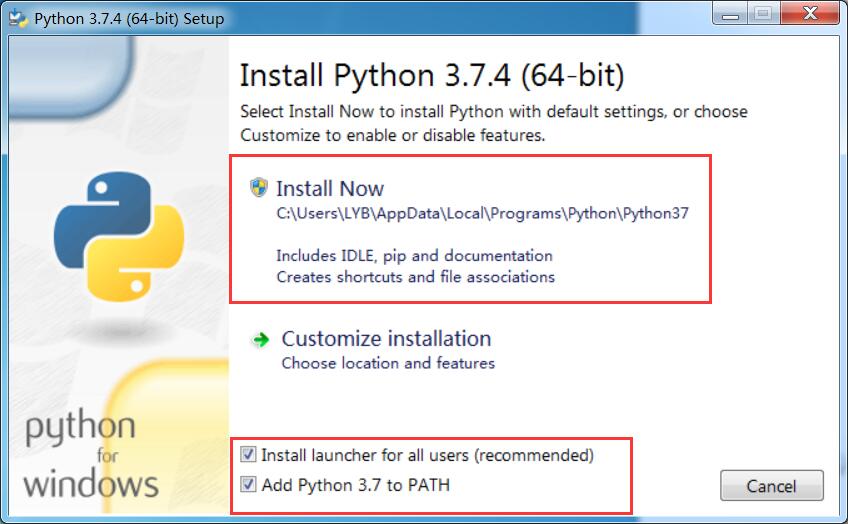 Python 3.7.4 (64-bit) Setup
Install Python 3.7.4 (64-bit)
Select Install Now to install Python with default settings, or choose
Customize to enable or disable features.
Install Now
C:\Users\LYB\AppData\Local\Programs\Python\Python37
Includes IDLE, pip and documentation
Creates shortcuts and file associations
Customize installation
Choose location and features
python
for
windows
Install launcher for all users (recommended)
Add Python 3.7 to PATH
Cancel